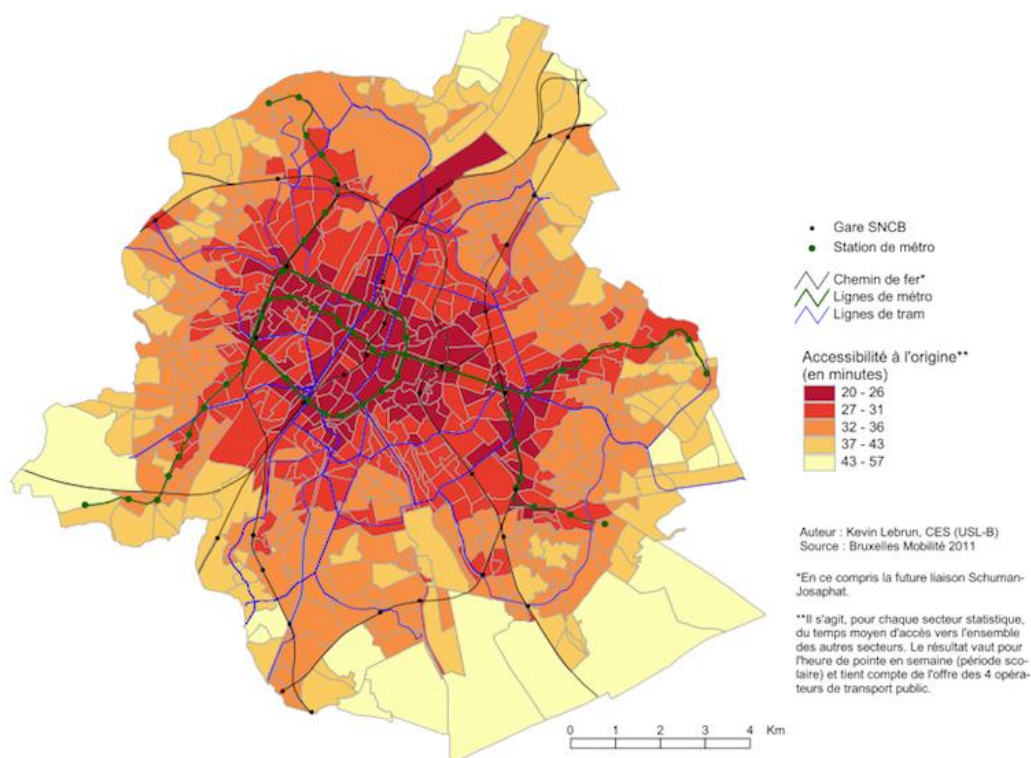 Gare SNCB
Station de métro
Chemin de fer*
Lignes de métro
Lignes de tram
Accessibilité à l'origine**
(en minutes)
20 - 26
27 - 31
32 - 36
37 - 43
43 - 57
Auteur : Kevin Lebrun, CES (USL-B)
Source : Bruxelles Mobilité 2011
*En ce compris la future liaison Schuman-
Josaphat.
**Il s'agit, pour chaque secteur statistique,
du temps moyen d'accès vers l'ensemble
des autres secteurs. Le résultat vaut pour
l'heure de pointe en semaine (période sco-
laire) et tient compte de l'offre des 4 opéra-
teurs de transport public.
0 1 2 3 4 Km